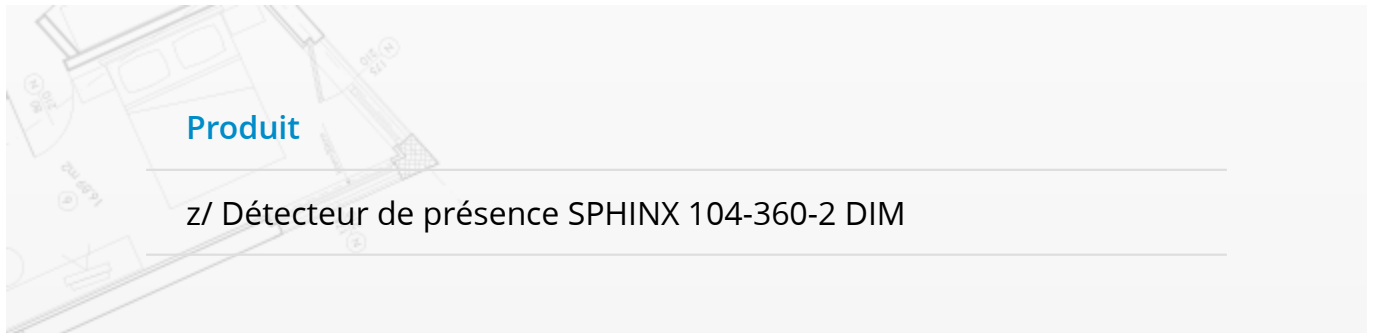 Produit
z/ Détecteur de présence SPHINX 104-360-2 DIM